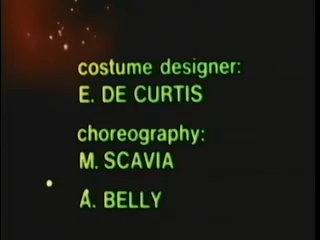 costume designer:
E. DE CURTIS
choreography:
M. SCAVIA
A. BELLY